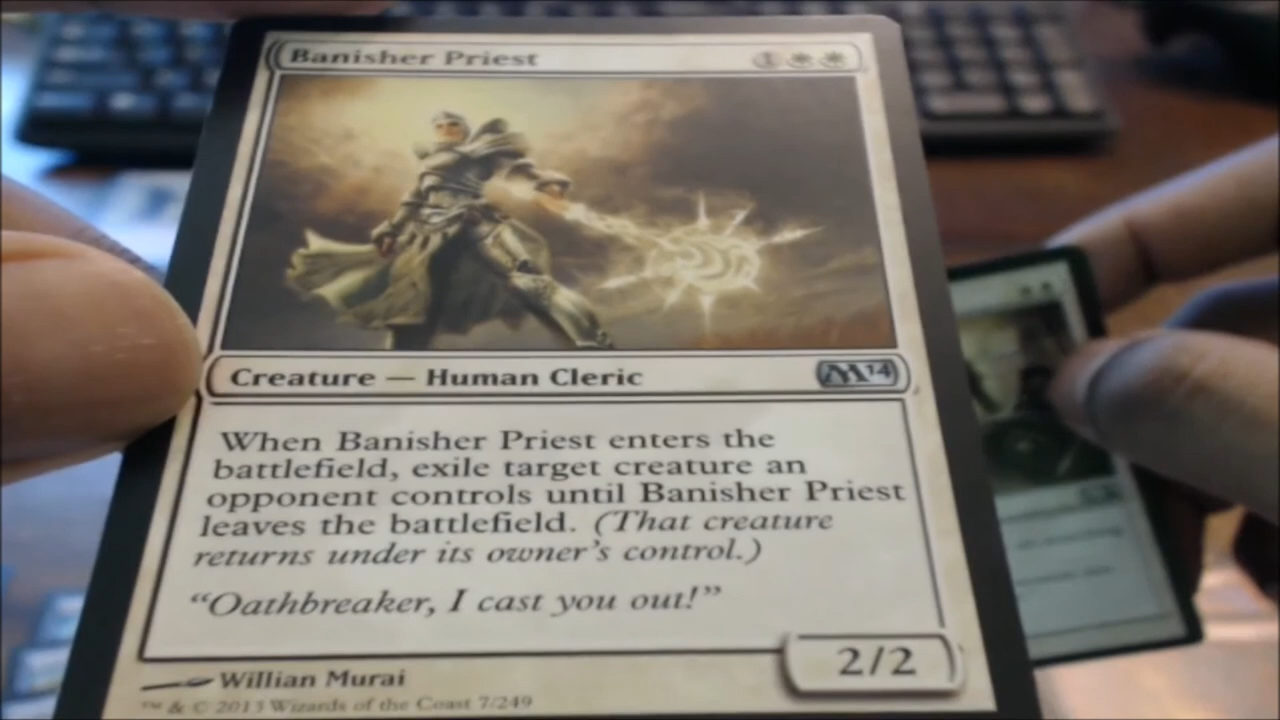 Banisher Priest 1
Creature — Human Cleric M14
When Banisher Priest enters the
battlefield, exile target creature an
opponent controls until Banisher Priest
leaves the battlefield. (That creature
returns under its owner's control.)
"Oathbreaker, I cast you out!"
2/2
Willian Murai
™ & © 2013 Wizards of the Coast 7/249